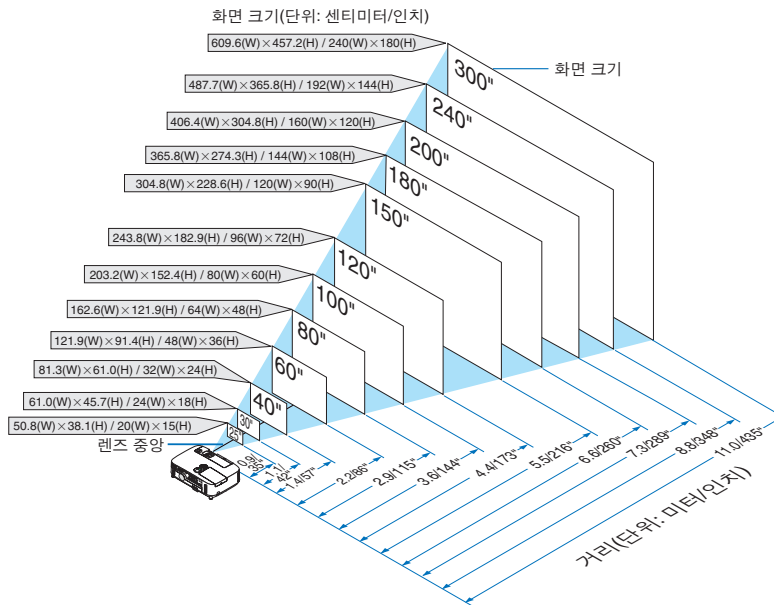 화면 크기(단위: 센티미터/인치)
609.6(W)×457.2(H) / 240(W)×180(H)
300"
화면 크기
487.7(W)×365.8(H) / 192(W)×144(H)
240"
406.4(W)×304.8(H) / 160(W)×120(H)
200"
365.8(W)×274.3(H) / 144(W)×108(H)
180"
304.8(W)×228.6(H) / 120(W)×90(H)
150"
243.8(W)×182.9(H) / 96(W)×72(H)
120"
203.2(W)×152.4(H) / 80(W)×60(H)
100"
162.6(W)×121.9(H) / 64(W)×48(H)
80"
121.9(W)×91.4(H) / 48(W)×36(H)
60"
81.3(W)×61.0(H) / 32(W)×24(H)
40"
61.0(W)×45.7(H) / 24(W)×18(H)
30"
50.8(W)×38.1(H) / 20(W)×15(H)
25"
렌즈 중앙
0.9/
35"
1.1/
42"
1.4/57"
2.2/86"
2.9/115"
3.6/144"
4.4/173"
5.5/216"
6.6/260"
7.3/289"
8.8/348"
11.0/435"
거리(단위: 미터/인치)